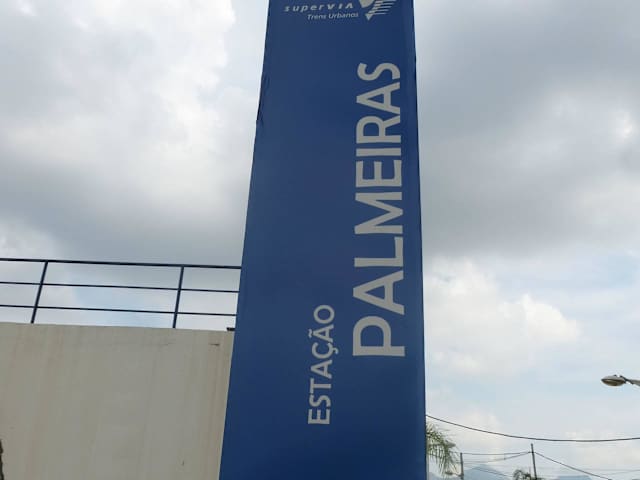 superVIA
Trens Urbanos
ESTAÇÃO
PALMEIRAS